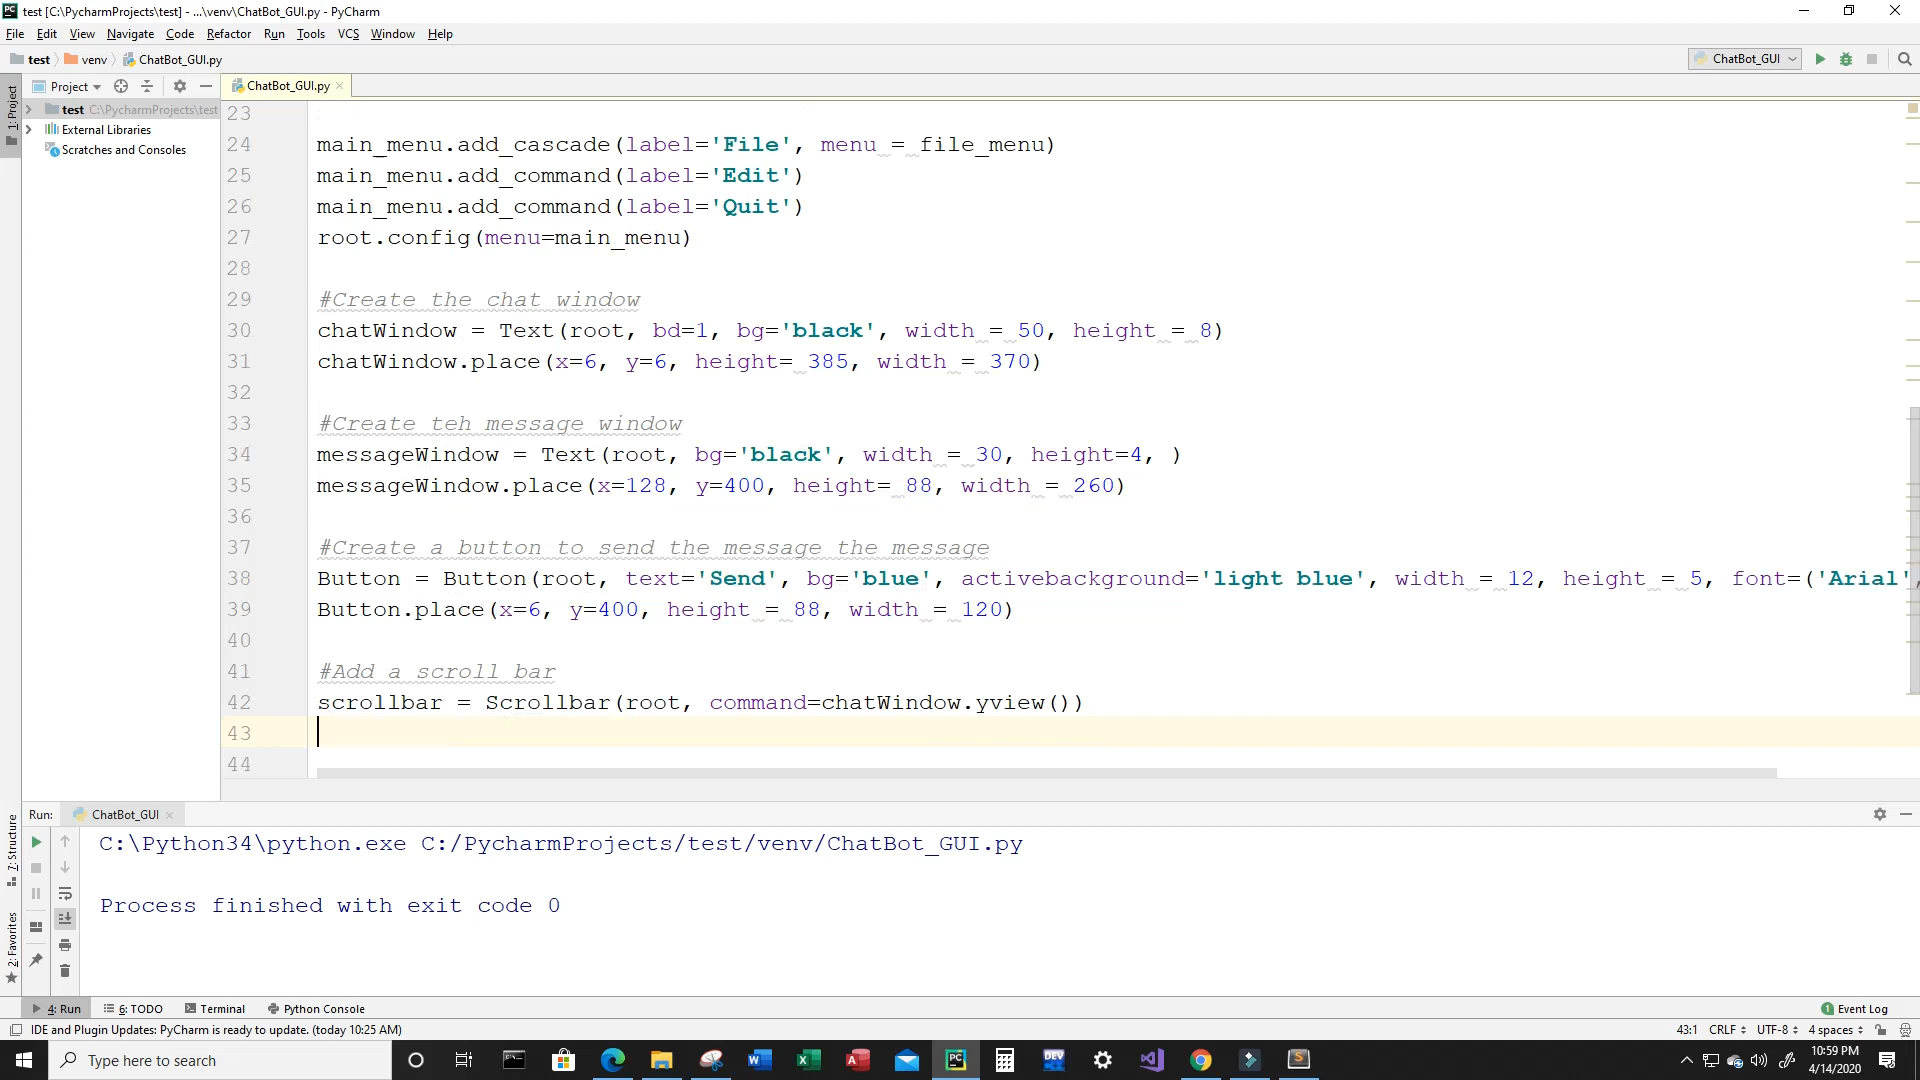 PC test [C:\PycharmProjects\test] - ...\venv\ChatBot_GUI.py - PyCharm
File Edit View Navigate Code Refactor Run Tools VCS Window Help
test venv ChatBot_GUI.py ChatBot_GUI
1: Project Project ChatBot_GUI.py
test C:\PycharmProjects\test
External Libraries
Scratches and Consoles
23
24 main_menu.add_cascade(label='File', menu = file_menu)
25 main_menu.add_command(label='Edit')
26 main_menu.add_command(label='Quit')
27 root.config(menu=main_menu)
28
29 #Create the chat window
30 chatWindow = Text(root, bd=1, bg='black', width = 50, height = 8)
31 chatWindow.place(x=6, y=6, height= 385, width = 370)
32
33 #Create teh message window
34 messageWindow = Text(root, bg='black', width = 30, height=4, )
35 messageWindow.place(x=128, y=400, height= 88, width = 260)
36
37 #Create a button to send the message the message
38 Button = Button(root, text='Send', bg='blue', activebackground='light blue', width = 12, height = 5, font=('Arial',
39 Button.place(x=6, y=400, height = 88, width = 120)
40
41 #Add a scroll bar
42 scrollbar = Scrollbar(root, command=chatWindow.yview())
43
44
7: Structure
2: Favorites
Run: ChatBot_GUI
C:\Python34\python.exe C:/PycharmProjects/test/venv/ChatBot_GUI.py
Process finished with exit code 0
4: Run 6: TODO Terminal Python Console 1 Event Log
IDE and Plugin Updates: PyCharm is ready to update. (today 10:25 AM) 43:1 CRLF UTF-8 4 spaces
Type here to search
W X A PC DEV S
10:59 PM
4/14/2020